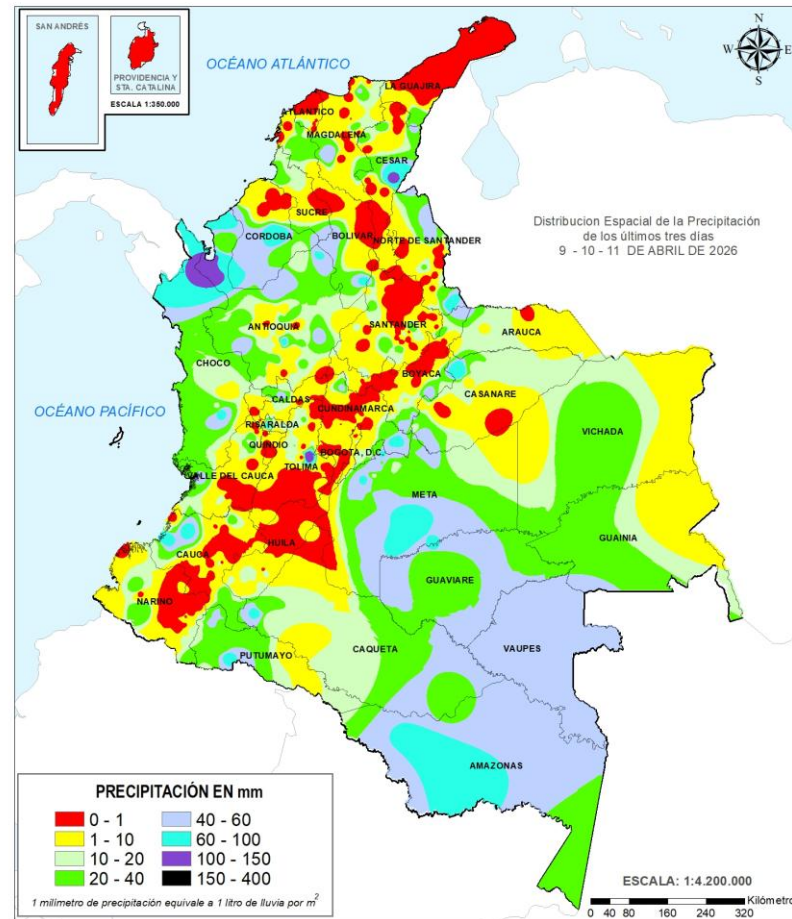 SAN ANDRÉS
PROVIDENCIA Y
STA. CATALINA
ESCALA 1:350.000
OCÉANO ATLÁNTICO
N
W
E
S
LA GUAJIRA
ATLANTICO
MAGDALENA
CESAR
Distribucion Espacial de la Precipitación
de los últimos tres días
9 - 10 - 11 DE ABRIL DE 2026
SUCRE
CORDOBA
BOLIVAR
NORTE DE SANTANDER
ANTIOQUIA
SANTANDER
ARAUCA
CHOCO
BOYACA
CASANARE
OCÉANO PACÍFICO
CALDAS
CUNDINAMARCA
RISARALDA
VICHADA
QUINDIO
BOGOTA, D.C.
TOLIMA
VALLE DEL CAUCA
META
GUAINIA
HUILA
CAUCA
GUAVIARE
NARIÑO
CAQUETA
VAUPES
PUTUMAYO
AMAZONAS
PRECIPITACIÓN EN mm
0 - 1
40 - 60
1 - 10
60 - 100
10 - 20
100 - 150
20 - 40
150 - 400
1 milímetro de precipitación equivale a 1 litro de lluvia por m2
ESCALA: 1:4.200.000
Kilómetro
40 80 160 240 320